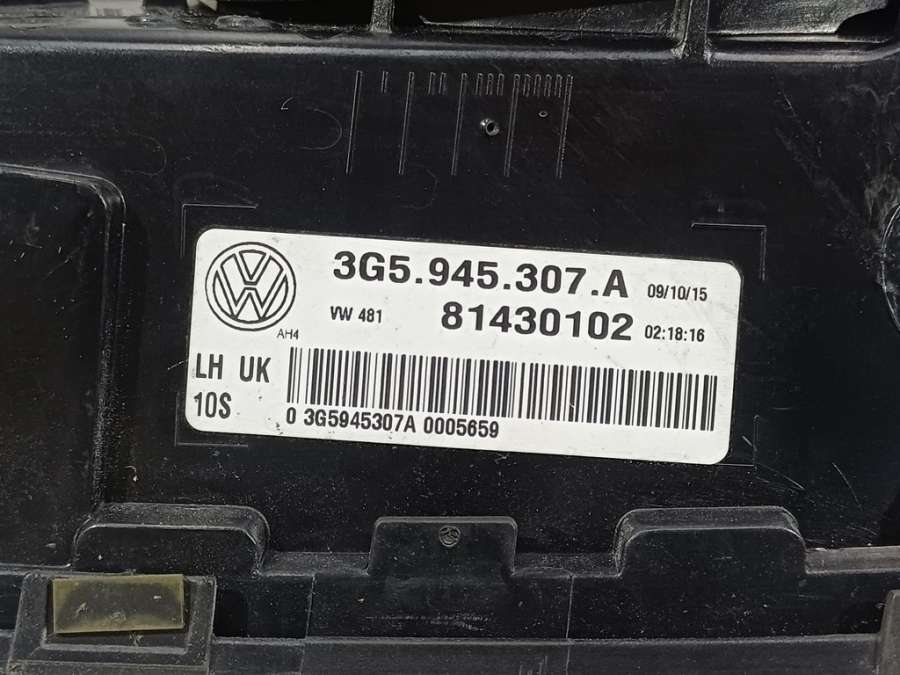 3G5.945.307.A 09/10/15
VW 481 81430102 02:18:16
AH4
LH UK
10S
0 3G5945307A 0005659